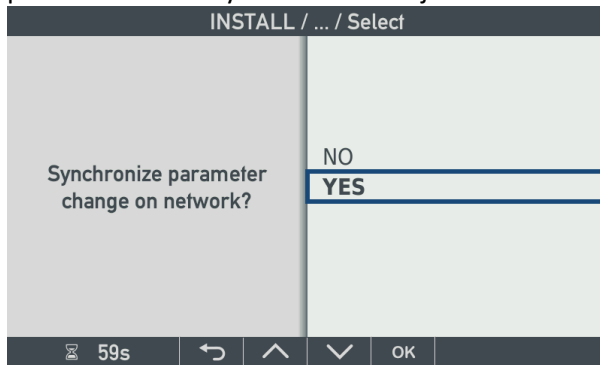 INSTALL / ... / Select
Synchronize parameter
change on network?
NO
YES
59s
OK